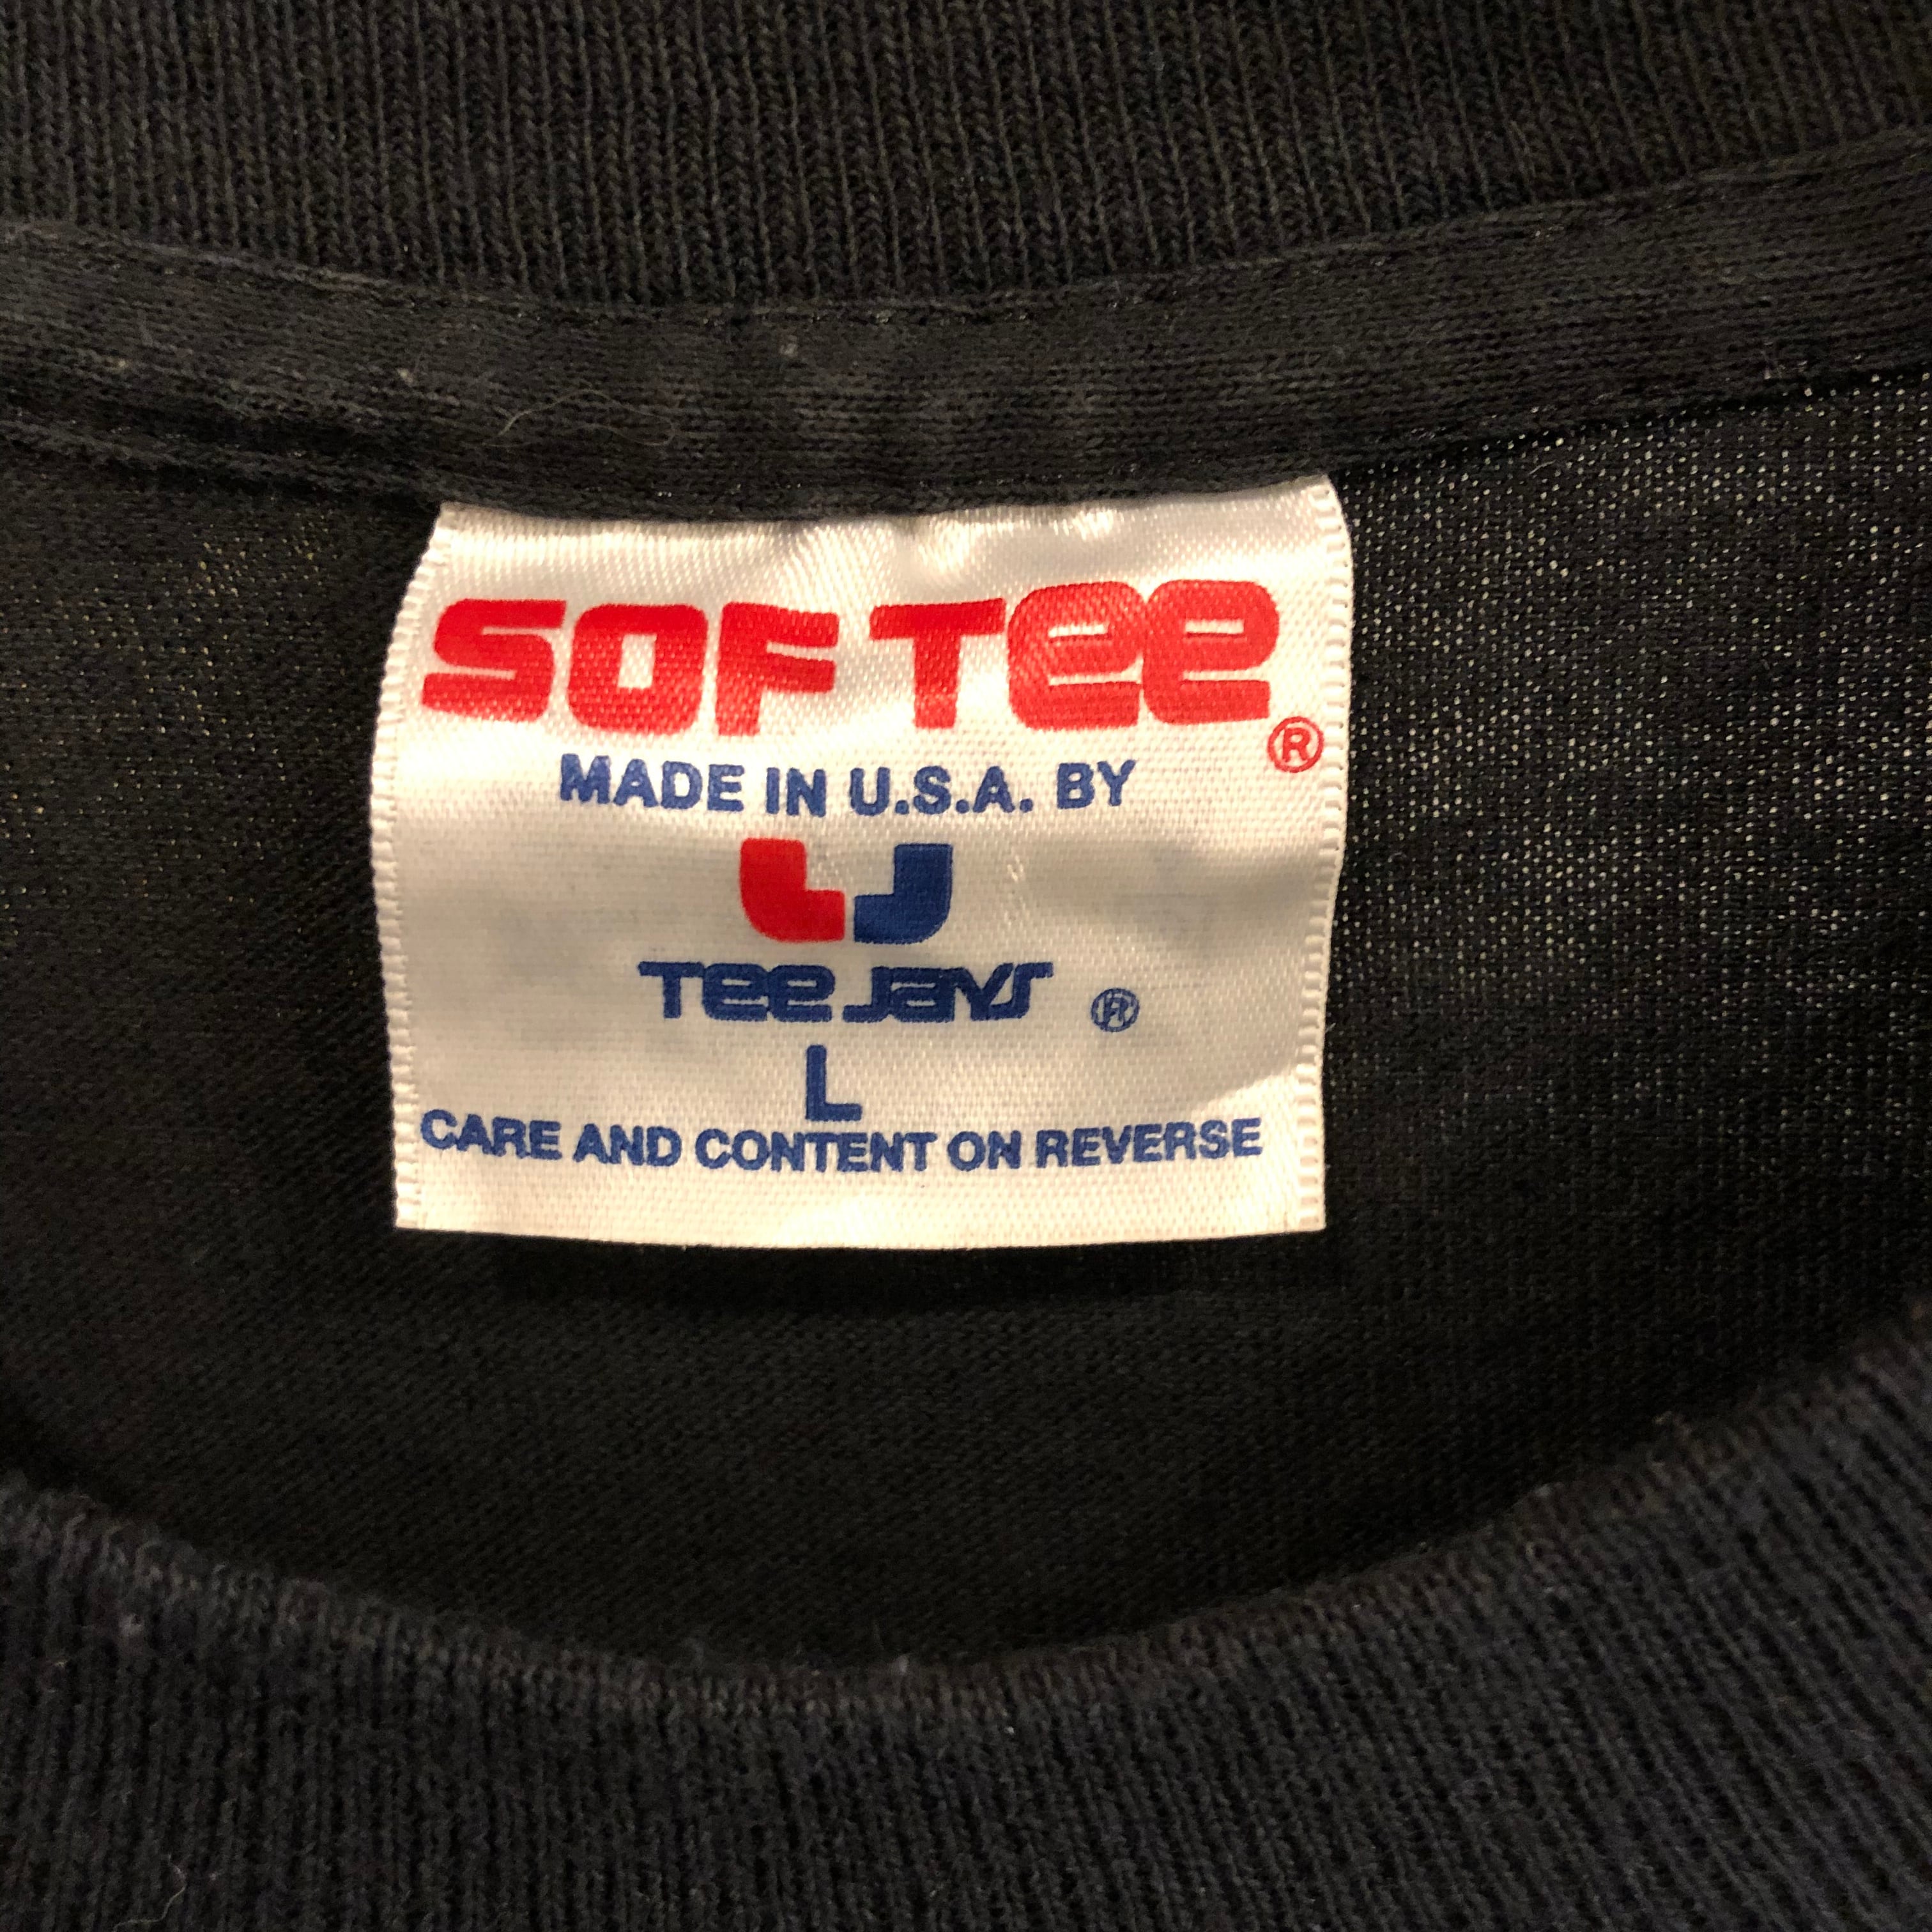 SOF TEE ®
MADE IN U.S.A. BY
TEE JAYS ®
L
CARE AND CONTENT ON REVERSE